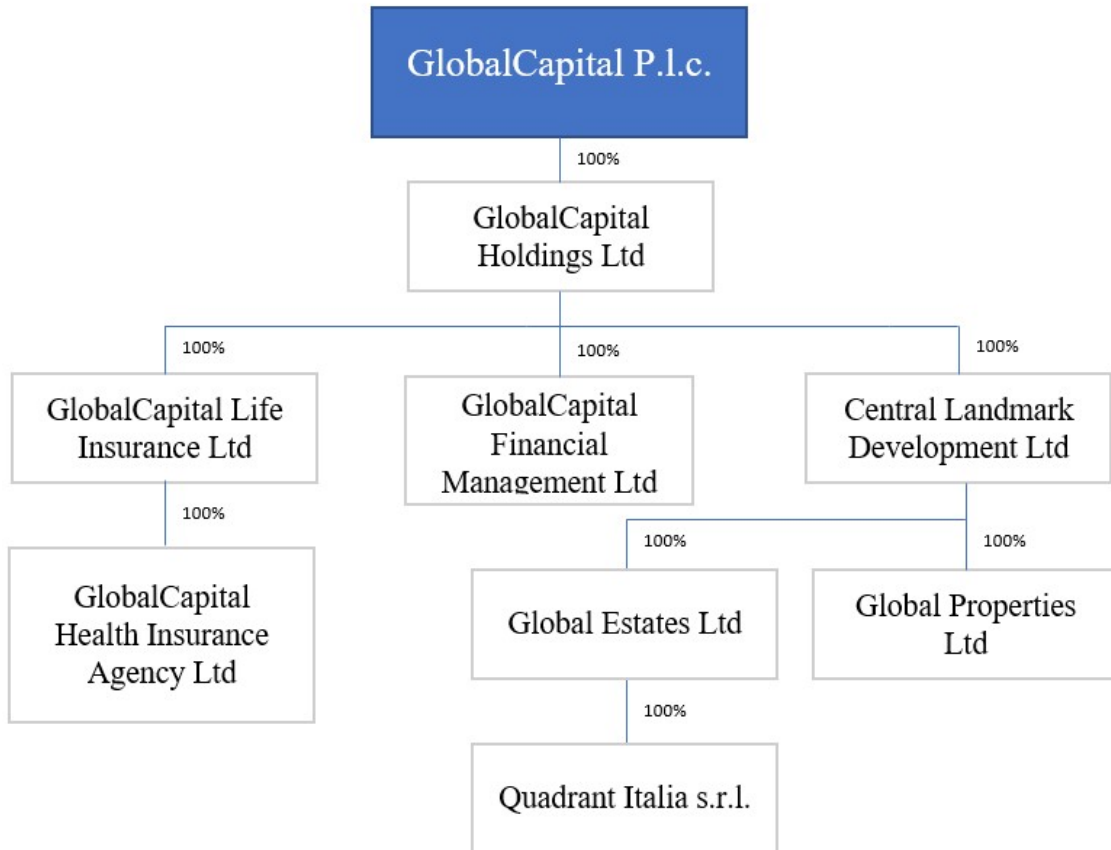 GlobalCapital P.l.c.
100%
GlobalCapital
Holdings Ltd
100%
100%
100%
GlobalCapital Life
Insurance Ltd
GlobalCapital
Financial
Management Ltd
Central Landmark
Development Ltd
100%
100%
100%
GlobalCapital
Health Insurance
Agency Ltd
Global Estates Ltd
Global Properties
Ltd
100%
Quadrant Italia s.r.l.